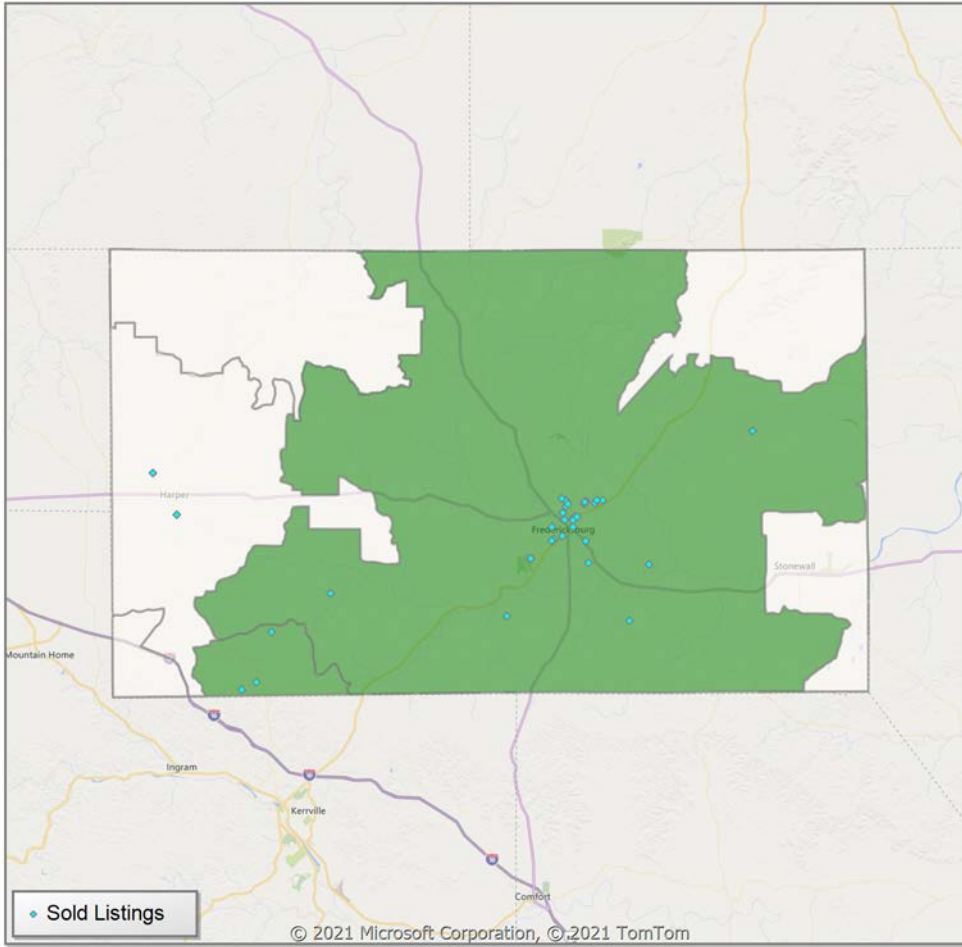 Harper
Fredericksburg
Stonewall
Mountain Home
Ingram
Kerrville
Comfort
Sold Listings
© 2021 Microsoft Corporation, © 2021 TomTom